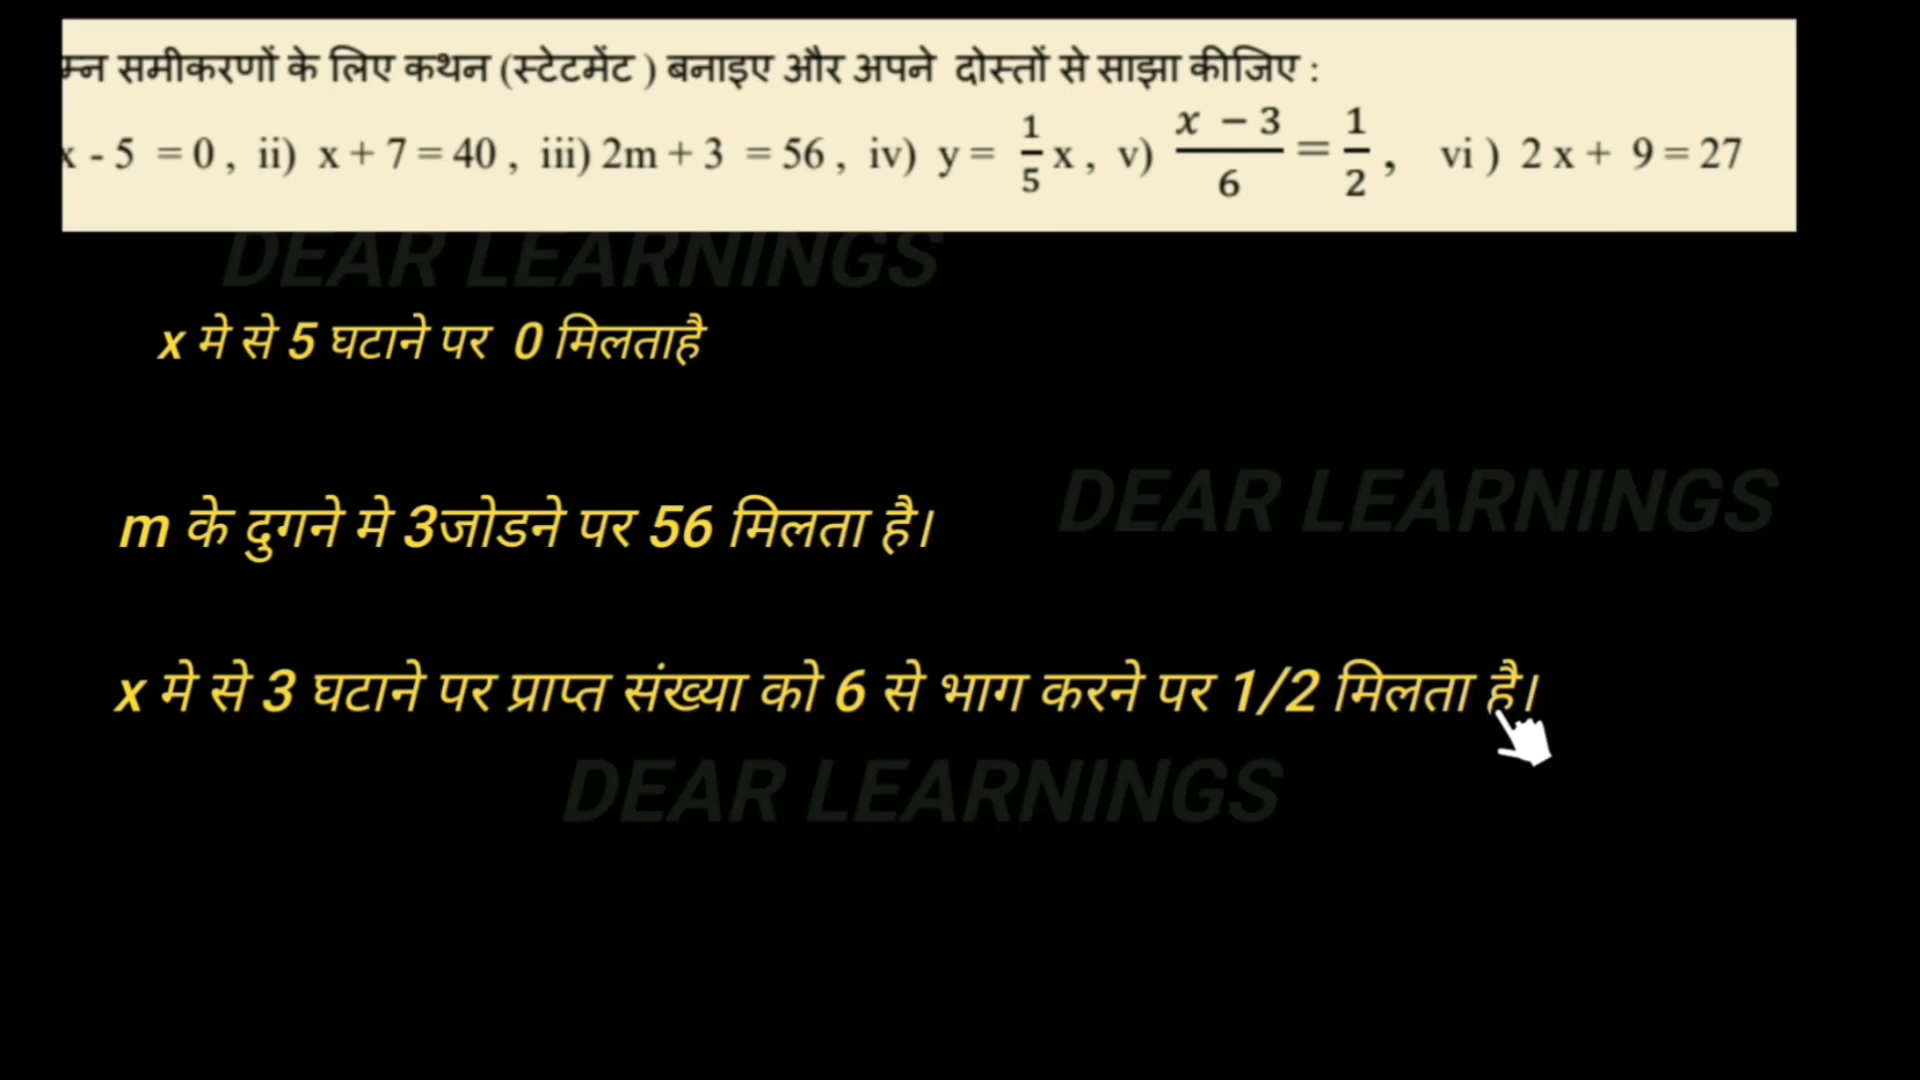 म्न समीकरणों के लिए कथन (स्टेटमेंट ) बनाइए और अपने दोस्तों से साझा कीजिए :
x - 5 = 0 , ii) x + 7 = 40 , iii) 2m + 3 = 56 , iv) y = 1/5 x , v) x - 3/6 = 1/2 , vi ) 2 x + 9 = 27
DEAR LEARNINGS
x मे से 5 घटाने पर 0 मिलताहै
DEAR LEARNINGS
m के दुगने मे 3जोडने पर 56 मिलता है।
x मे से 3 घटाने पर प्राप्त संख्या को 6 से भाग करने पर 1/2 मिलता है।
DEAR LEARNINGS